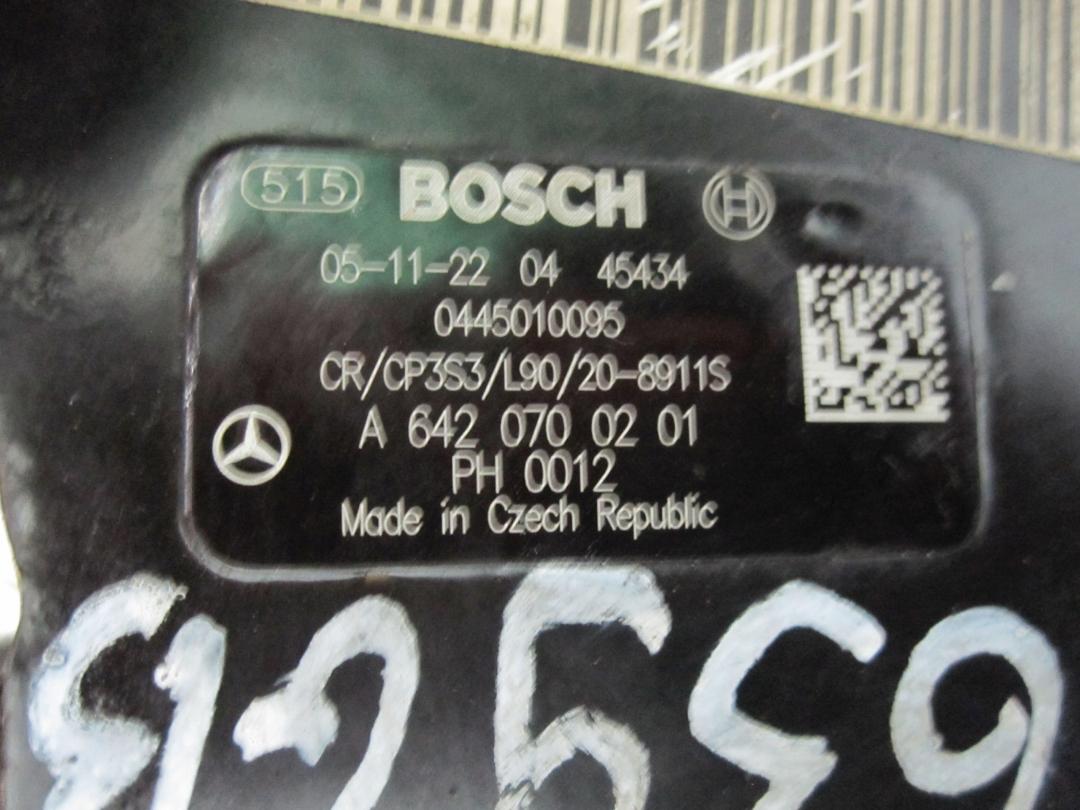 515 BOSCH
05-11-22 04 45434
0445010095
CR/CP3S3/L90/20-8911S
A 642 070 02 01
PH 0012
Made in Czech Republic